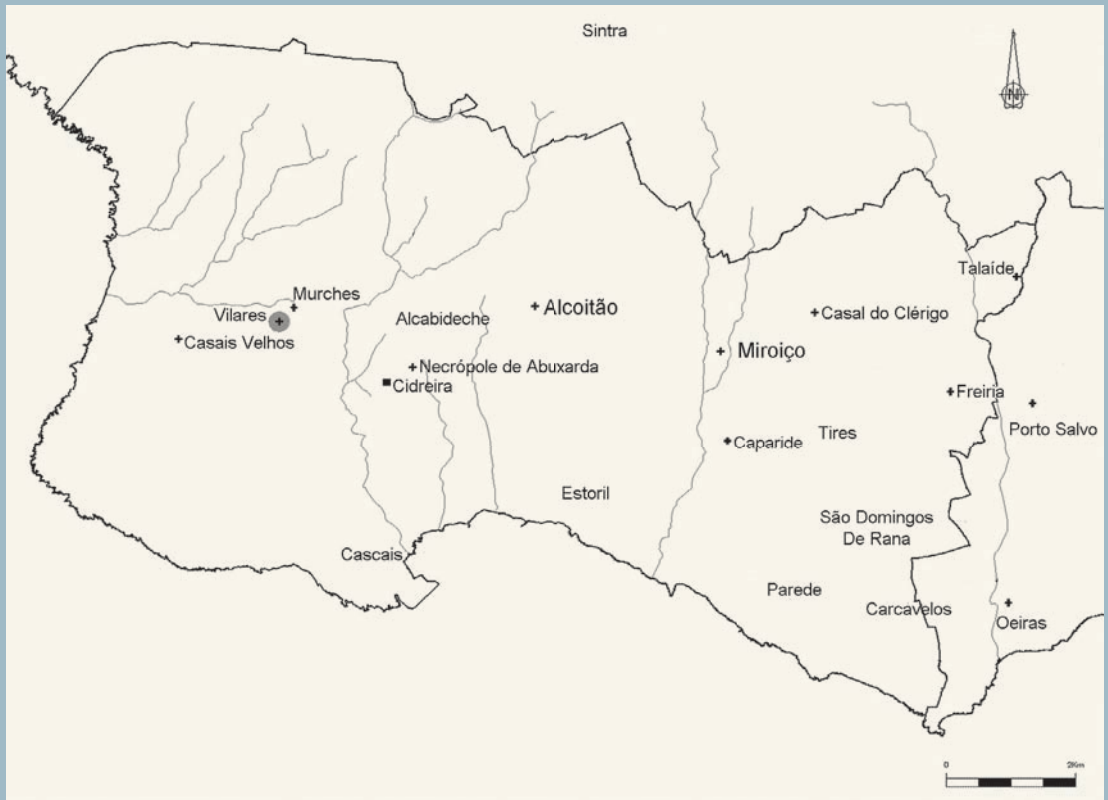 Sintra
N
Talaíde
Murches
Vilares
Alcoitão
Casal do Clérigo
Alcabideche
Casais Velhos
Miroiço
Necrópole de Abuxarda
Cidreira
Freiria
Porto Salvo
Tires
Caparide
Estoril
São Domingos
De Rana
Cascais
Parede
Carcavelos
Oeiras
0 2Km